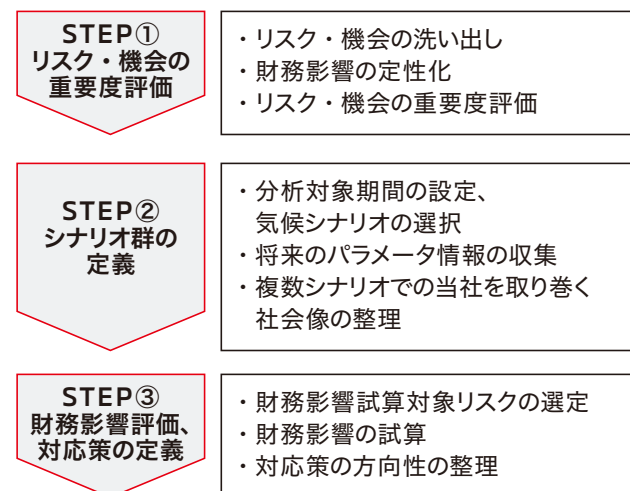 STEP①
リスク・機会の
重要度評価
・リスク・機会の洗い出し
・財務影響の定性化
・リスク・機会の重要度評価
STEP②
シナリオ群の
定義
・分析対象期間の設定、
気候シナリオの選択
・将来のパラメータ情報の収集
・複数シナリオでの当社を取り巻く
社会像の整理
STEP③
財務影響評価、
対応策の定義
・財務影響試算対象リスクの選定
・財務影響の試算
・対応策の方向性の整理